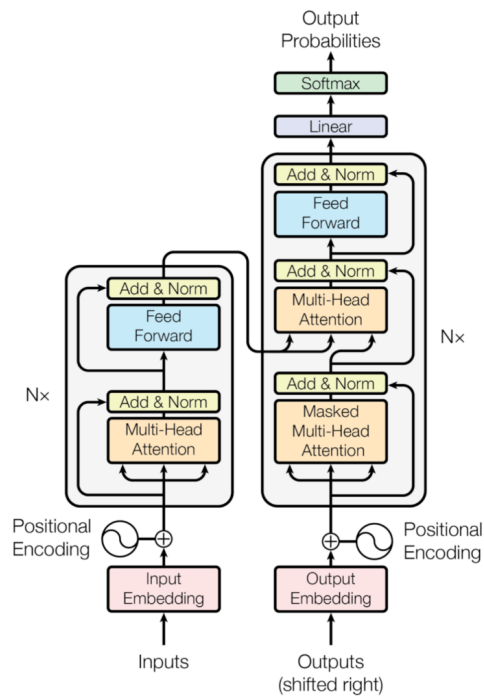 Output
Probabilities
Softmax
Linear
Add & Norm
Feed
Forward
Add & Norm
Multi-Head
Attention
Add & Norm
Masked
Multi-Head
Attention
Nx
Add & Norm
Feed
Forward
Add & Norm
Multi-Head
Attention
Nx
Positional
Encoding
Positional
Encoding
Input
Embedding
Output
Embedding
Inputs
Outputs
(shifted right)